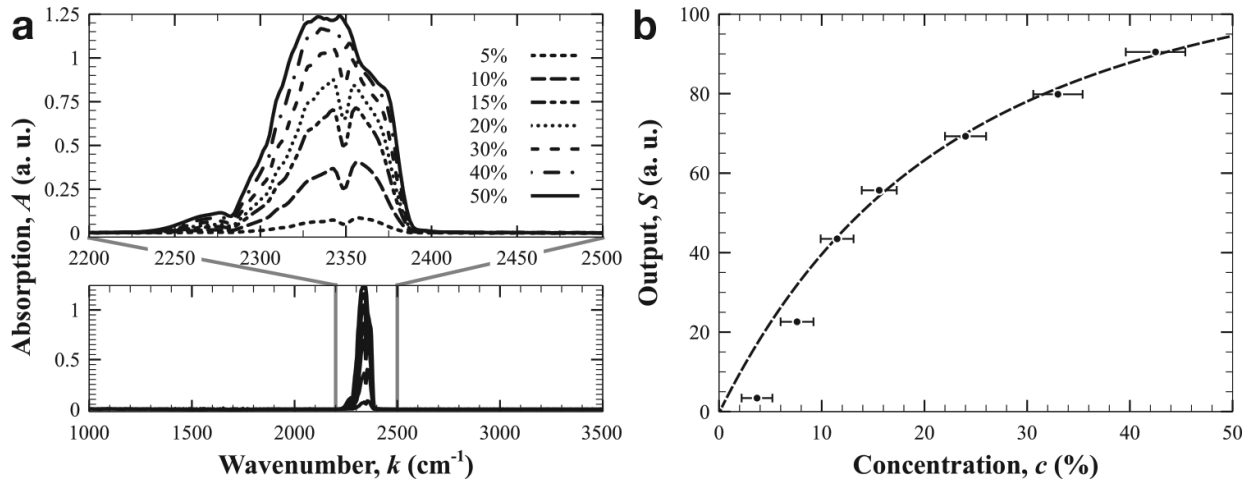 a
Absorption, A (a. u.)
1.25
1
0.75
0.5
0.25
0
5%
10%
15%
20%
30%
40%
50%
2200 2250 2300 2350 2400 2450 2500
1
0.5
0
1000 1500 2000 2500 3000 3500
Wavenumber, k (cm⁻¹)
b
Output, S (a. u.)
100
80
60
40
20
0
0 10 20 30 40 50
Concentration, c (%)